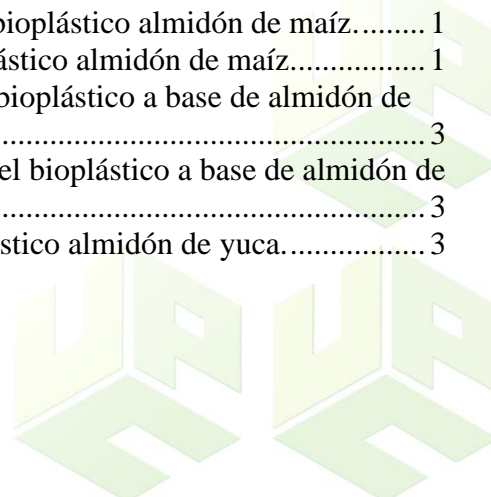 bioplástico almidón de maíz......... 1
ástico almidón de maíz................. 1
bioplástico a base de almidón de
........................................................ 3
el bioplástico a base de almidón de
........................................................ 3
stico almidón de yuca.................. 3